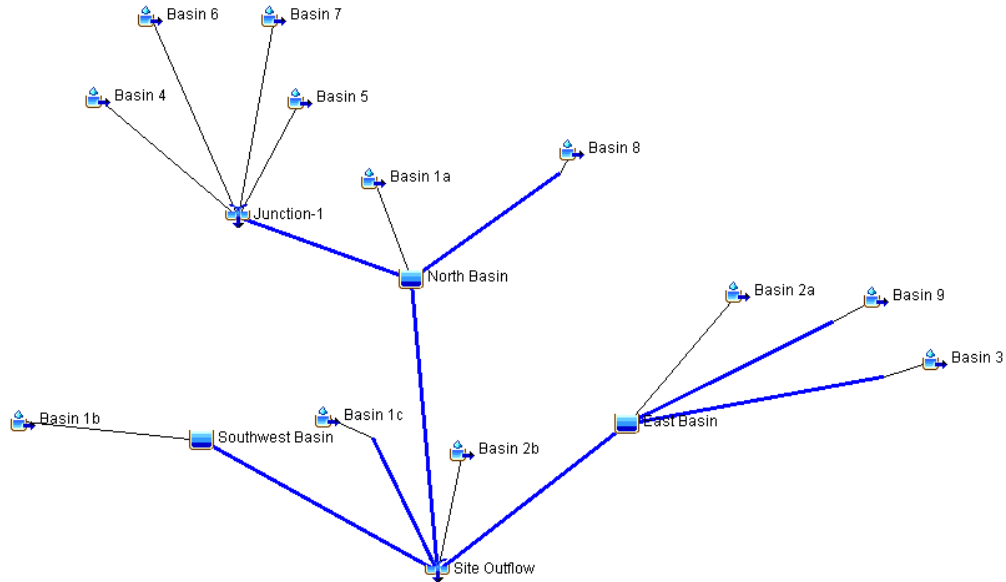 Basin 6
Basin 7
Basin 4
Basin 5
Basin 8
Basin 1a
Junction-1
North Basin
Basin 2a
Basin 9
Basin 3
Basin 1b
Basin 1c
East Basin
Southwest Basin
Basin 2b
Site Outflow